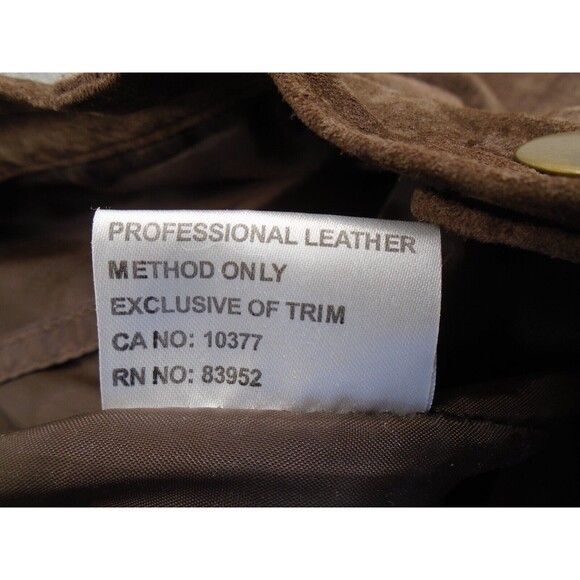 PROFESSIONAL LEATHER
METHOD ONLY
EXCLUSIVE OF TRIM
CA NO: 10377
RN NO: 83952